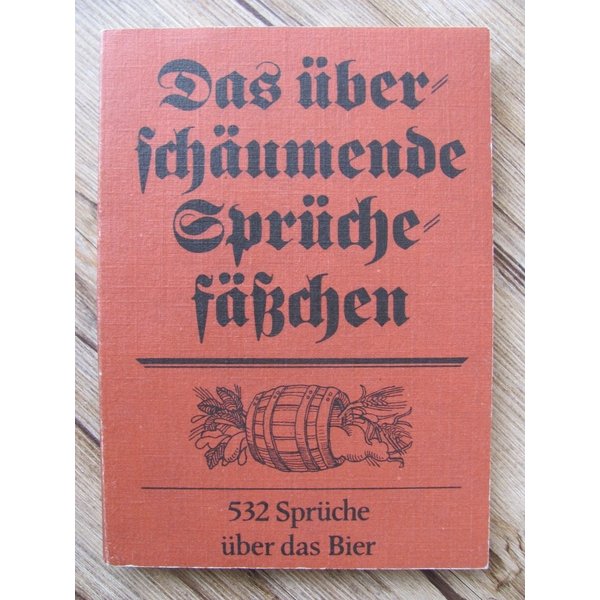 Das über-
schäumende
Sprüche-
fäßchen
532 Sprüche
über das Bier